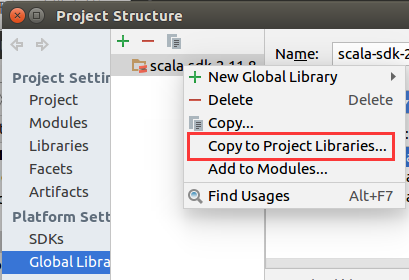 Project Structure
Project Settin
Project
Modules
Libraries
Facets
Artifacts
Platform Setti
SDKs
Global Libra
scala-sdk-2.11.8
Name: scala-sdk-2
New Global Library
Delete Delete
Copy...
Copy to Project Libraries...
Add to Modules...
Find Usages Alt+F7